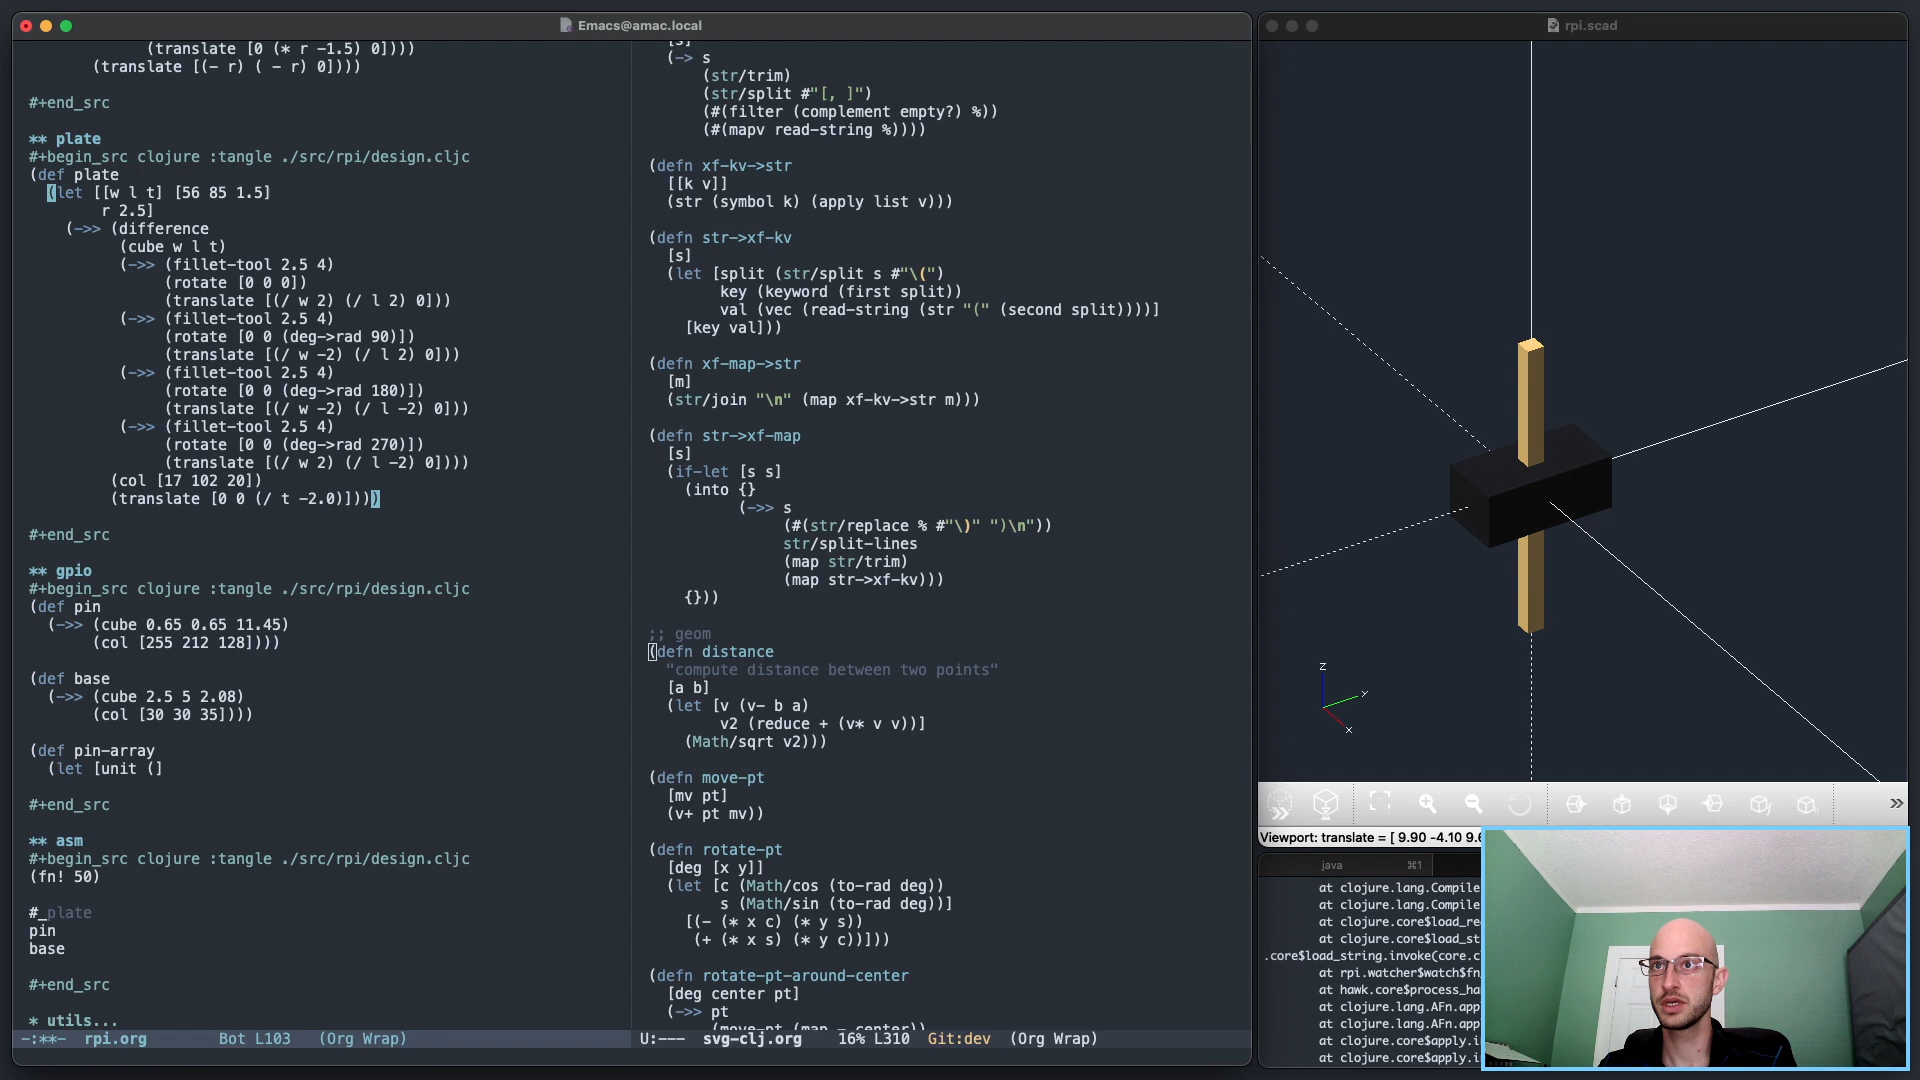 Emacs@amac.local
(translate [0 (* r -1.5) 0]))))
(translate [(- r) ( - r) 0])))
#+end_src
** plate
#+begin_src clojure :tangle ./src/rpi/design.cljc
(def plate
(let [[w l t] [56 85 1.5]
r 2.5]
(->> (difference
(cube w l t)
(->> (fillet-tool 2.5 4)
(rotate [0 0 0])
(translate [(/ w 2) (/ l 2) 0]))
(->> (fillet-tool 2.5 4)
(rotate [0 0 (deg->rad 90)])
(translate [(/ w -2) (/ l 2) 0]))
(->> (fillet-tool 2.5 4)
(rotate [0 0 (deg->rad 180)])
(translate [(/ w -2) (/ l -2) 0]))
(->> (fillet-tool 2.5 4)
(rotate [0 0 (deg->rad 270)])
(translate [(/ w 2) (/ l -2) 0])))
(col [17 102 20])
(translate [0 0 (/ t -2.0)]))))
#+end_src
** gpio
#+begin_src clojure :tangle ./src/rpi/design.cljc
(def pin
(->> (cube 0.65 0.65 11.45)
(col [255 212 128])))
(def base
(->> (cube 2.5 5 2.08)
(col [30 30 35])))
(def pin-array
(let [unit (]
#+end_src
** asm
#+begin_src clojure :tangle ./src/rpi/design.cljc
(fn! 50)
#_plate
pin
base
#+end_src
* utils...
-:**-  rpi.org  Bot L103  (Org Wrap)
[s]
(-> s
(str/trim)
(str/split #"[, ]")
(#(filter (complement empty?) %))
(#(mapv read-string %))))
(defn xf-kv->str
[[k v]]
(str (symbol k) (apply list v)))
(defn str->xf-kv
[s]
(let [split (str/split s #"\(")
key (keyword (first split))
val (vec (read-string (str "(" (second split))))]
[key val]))
(defn xf-map->str
[m]
(str/join "\n" (map xf-kv->str m)))
(defn str->xf-map
[s]
(if-let [s s]
(into {}
(->> s
(#(str/replace % #"\)" ")\n"))
str/split-lines
(map str/trim)
(map str->xf-kv)))
{}))
;; geom
(defn distance
"compute distance between two points"
[a b]
(let [v (v- b a)
v2 (reduce + (v* v v))]
(Math/sqrt v2)))
(defn move-pt
[mv pt]
(v+ pt mv))
(defn rotate-pt
[deg [x y]]
(let [c (Math/cos (to-rad deg))
s (Math/sin (to-rad deg))]
[(- (* x c) (* y s))
(+ (* x s) (* y c))]))
(defn rotate-pt-around-center
[deg center pt]
(->> pt
(move-pt (map - center))
U:---  svg-clj.org  16% L310  Git:dev  (Org Wrap)
rpi.scad
z
y
x
Viewport: translate = [ 9.90 -4.10 9.6
java ⌘1
at clojure.lang.Compile
at clojure.lang.Compile
at clojure.core$load_re
at clojure.core$load_st
.core$load_string.invoke(core.c
at rpi.watcher$watch$fn
at hawk.core$process_ha
at clojure.lang.AFn.app
at clojure.lang.AFn.app
at clojure.core$apply.i
at clojure.core$apply.i